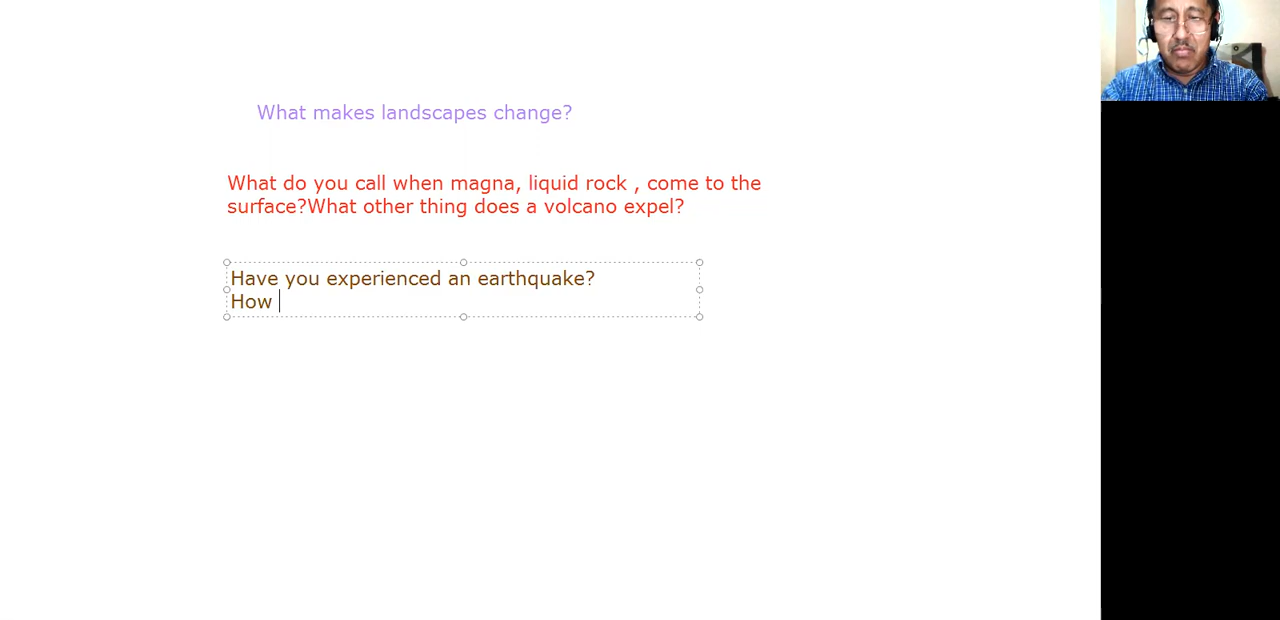 What makes landscapes change?
What do you call when magna, liquid rock , come to the
surface?What other thing does a volcano expel?
Have you experienced an earthquake?
How